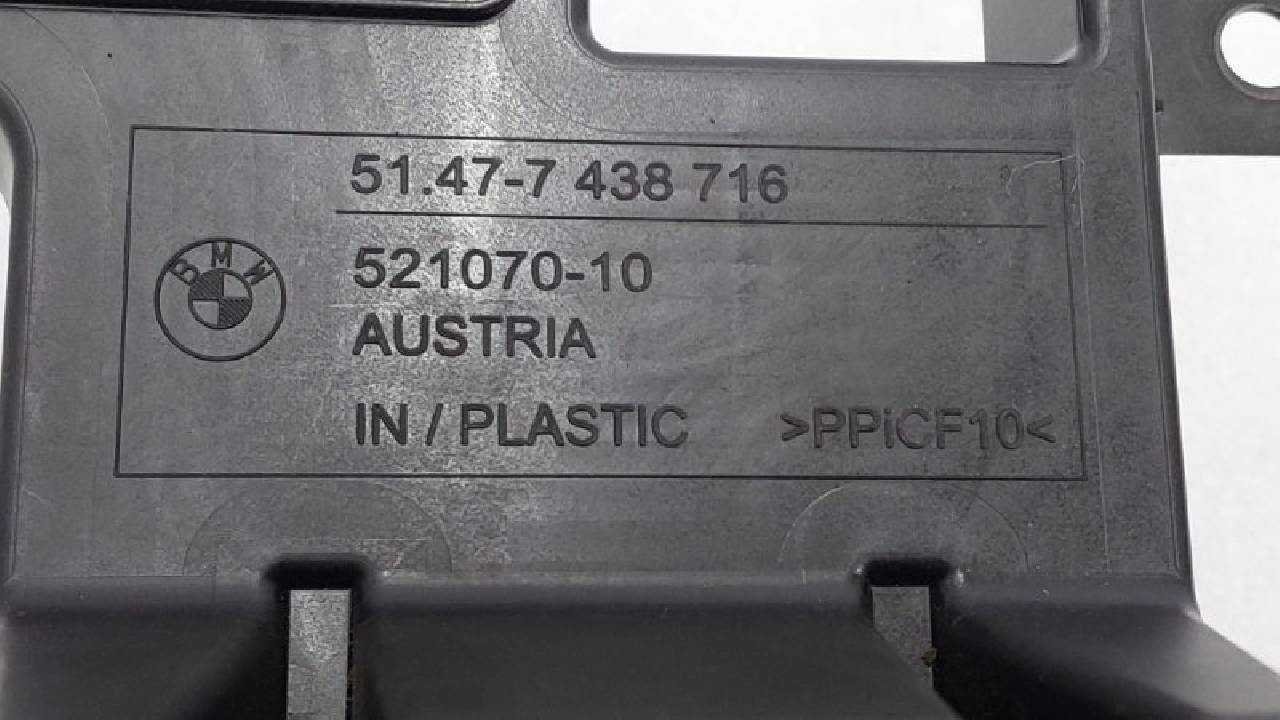 51.47-7 438 716
BMW
521070-10
AUSTRIA
IN / PLASTIC >PPiCF10<